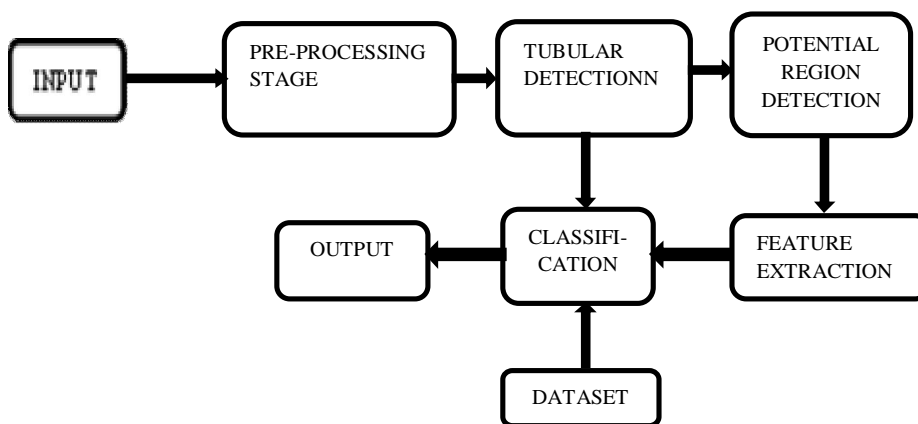 INPUT
PRE-PROCESSING
STAGE
TUBULAR
DETECTIONN
POTENTIAL
REGION
DETECTION
OUTPUT
CLASSIFI-
CATION
FEATURE
EXTRACTION
DATASET